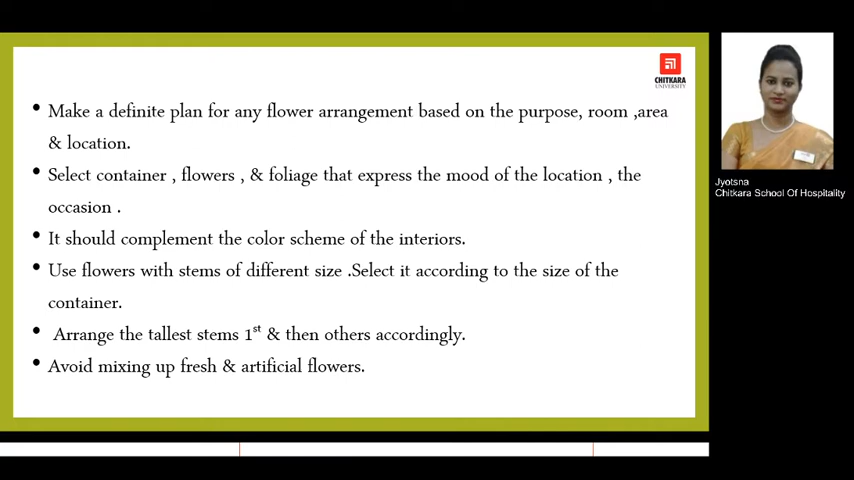 CHITKARA
UNIVERSITY
• Make a definite plan for any flower arrangement based on the purpose, room ,area
& location.
• Select container , flowers , & foliage that express the mood of the location , the
occasion .
• It should complement the color scheme of the interiors.
• Use flowers with stems of different size .Select it according to the size of the
container.
• Arrange the tallest stems 1st & then others accordingly.
• Avoid mixing up fresh & artificial flowers.
Jyotsna
Chitkara School Of Hospitality